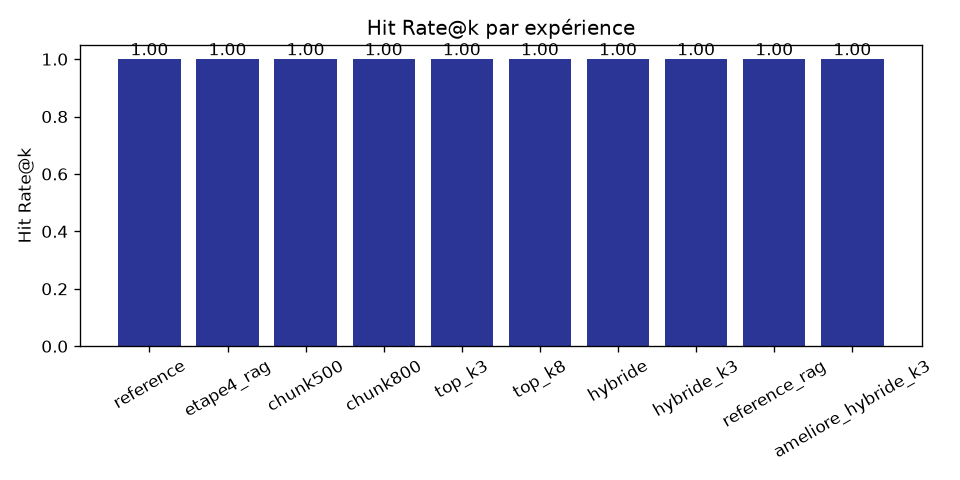 Hit Rate@k par expérience
1.00 1.00 1.00 1.00 1.00 1.00 1.00 1.00 1.00 1.00
Hit Rate@k
1.0
0.8
0.6
0.4
0.2
0.0
reference etape4_rag chunk500 chunk800 top_k3 top_k8 hybride hybride_k3 reference_rag ameliore_hybride_k3